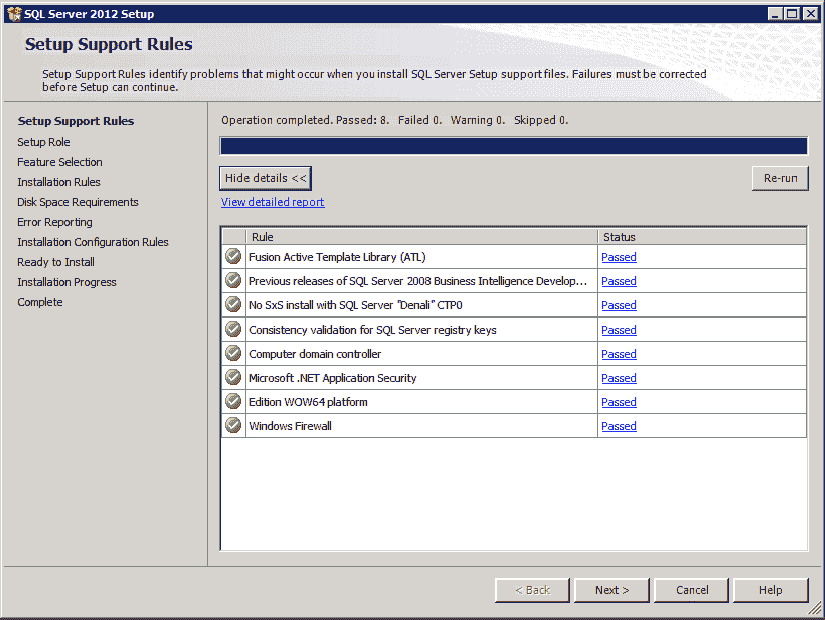 SQL Server 2012 Setup
Setup Support Rules
Setup Support Rules identify problems that might occur when you install SQL Server Setup support files. Failures must be corrected
before Setup can continue.
Setup Support Rules
Setup Role
Feature Selection
Installation Rules
Disk Space Requirements
Error Reporting
Installation Configuration Rules
Ready to Install
Installation Progress
Complete
Operation completed. Passed: 8. Failed 0. Warning 0. Skipped 0.
Hide details <<
Re-run
View detailed report
Rule Status
Fusion Active Template Library (ATL) Passed
Previous releases of SQL Server 2008 Business Intelligence Develop... Passed
No SxS install with SQL Server "Denali" CTP0 Passed
Consistency validation for SQL Server registry keys Passed
Computer domain controller Passed
Microsoft .NET Application Security Passed
Edition WOW64 platform Passed
Windows Firewall Passed
< Back Next > Cancel Help